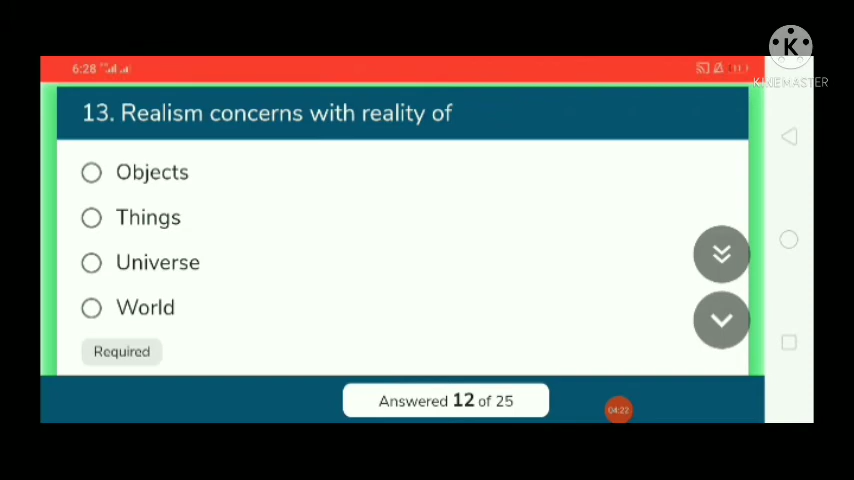 K
KINEMASTER
6:28
13. Realism concerns with reality of
Objects
Things
Universe
World
Required
Answered 12 of 25
04:22